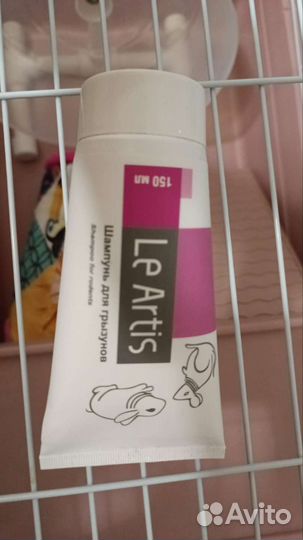 150 мл
Le Artis
Шампунь для грызунов
Shampoo for rodents
Avito